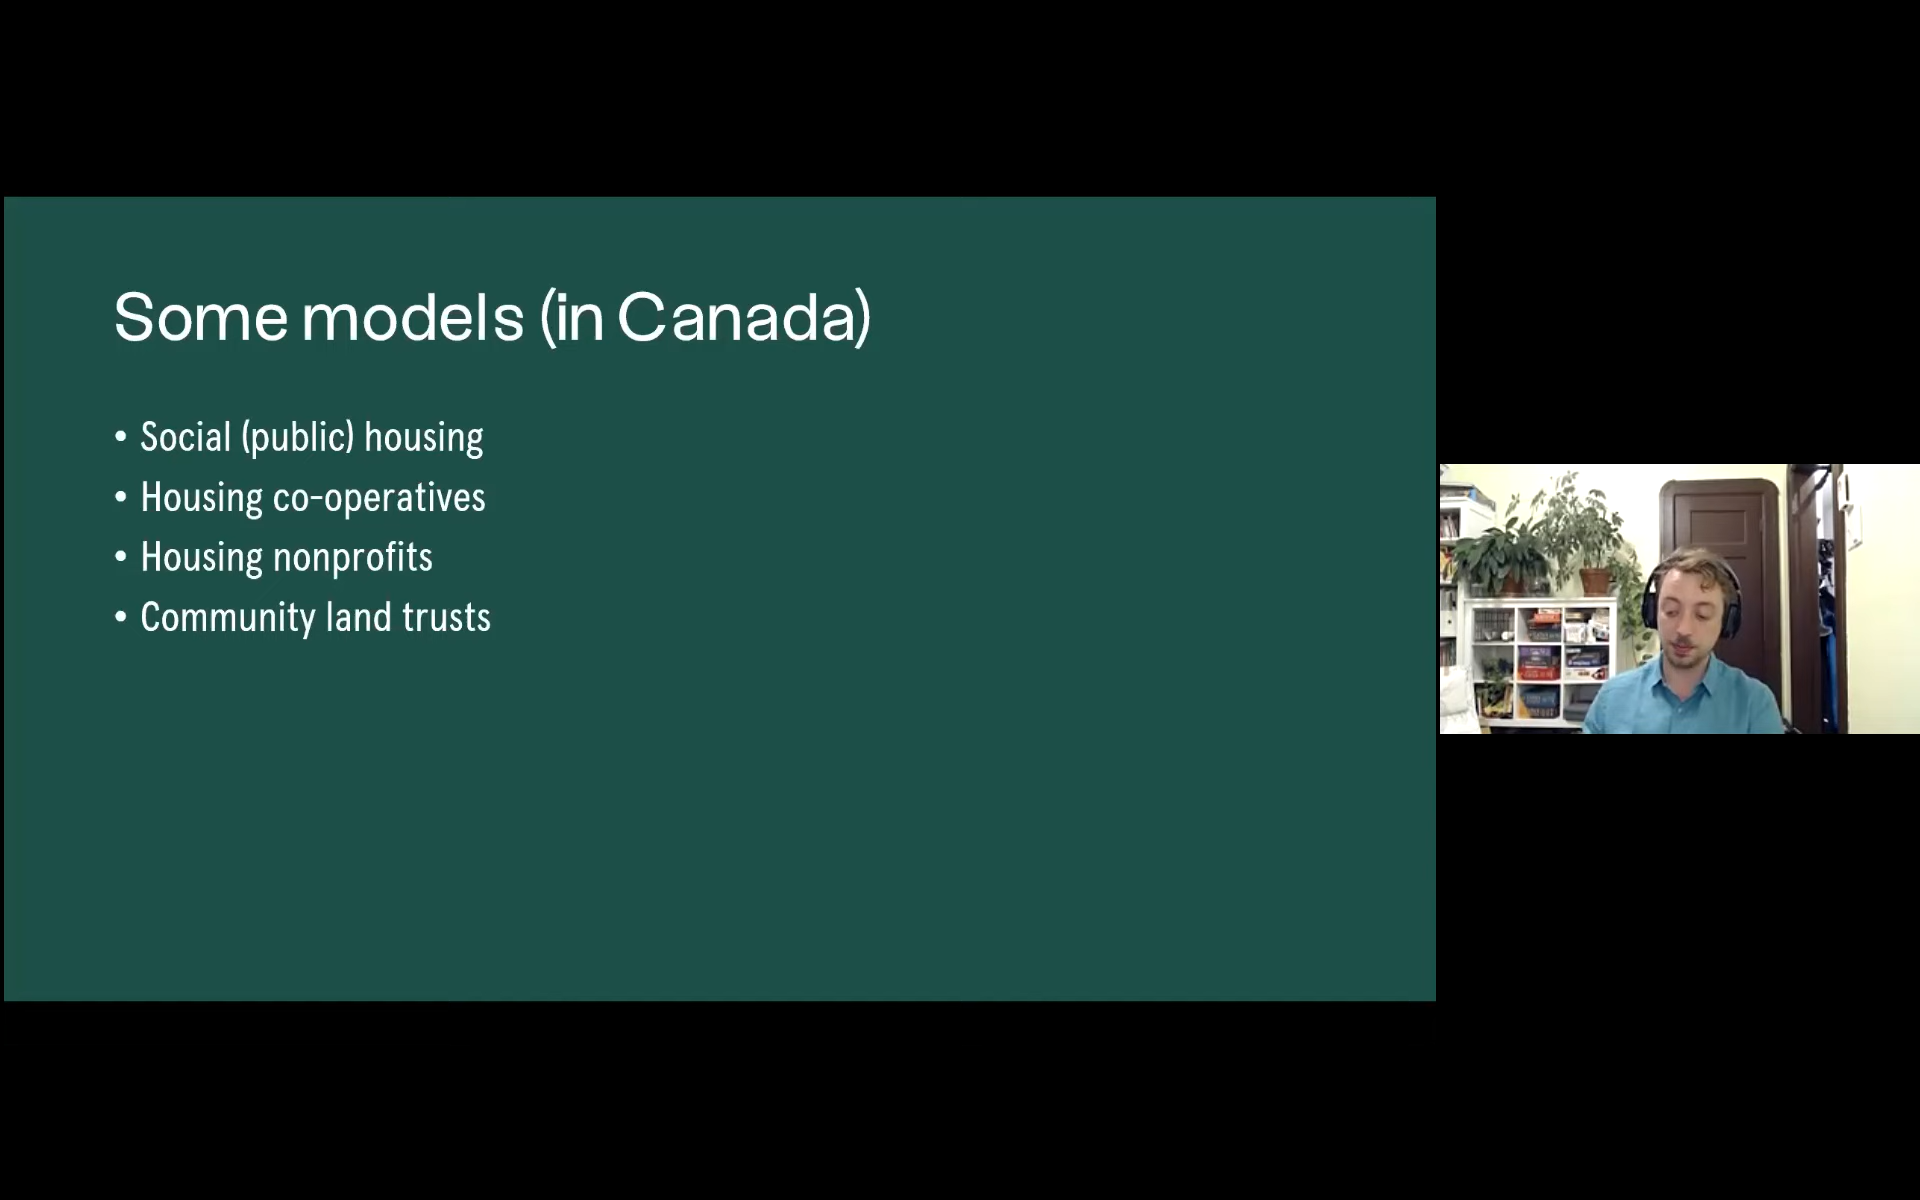 Some models (in Canada)
• Social (public) housing
• Housing co-operatives
• Housing nonprofits
• Community land trusts